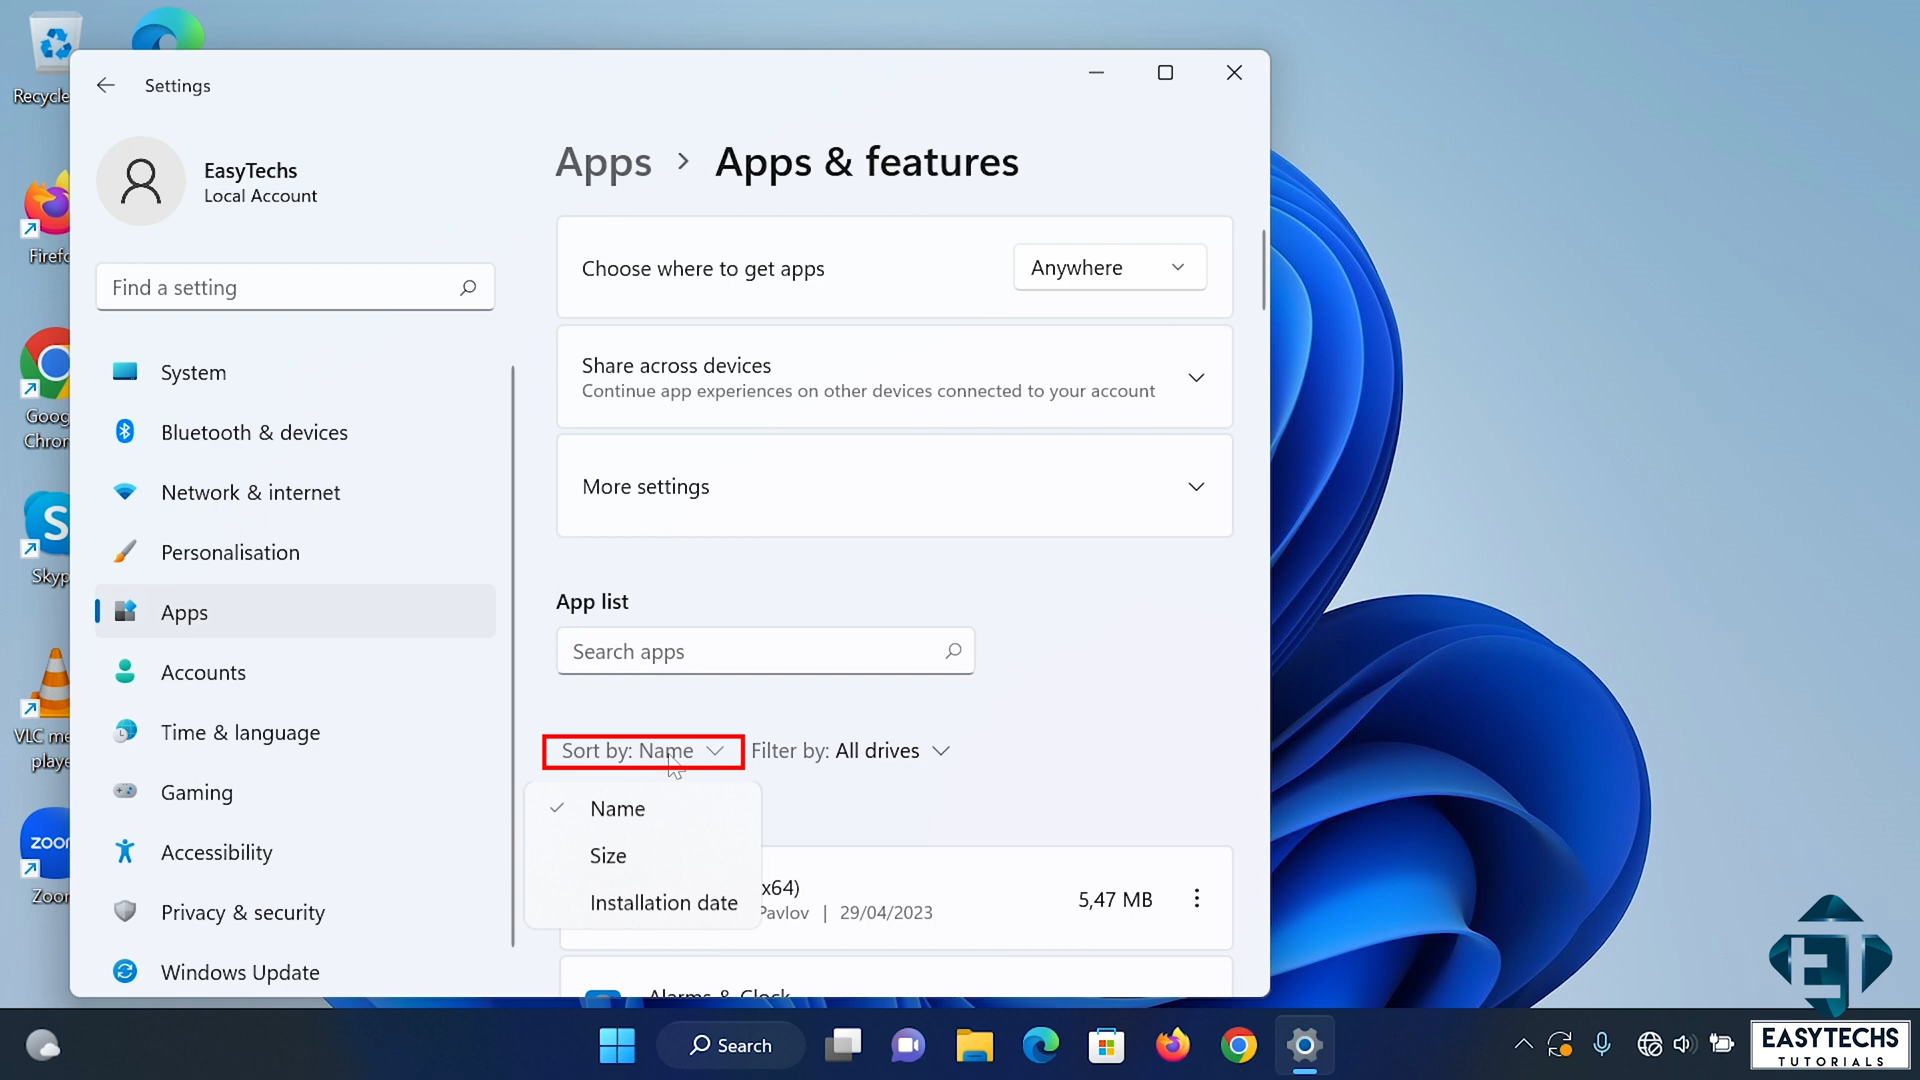 Recycle
Settings
EasyTechs
Local Account
Find a setting
System
Bluetooth & devices
Network & internet
Personalisation
Apps
Accounts
Time & language
Gaming
Accessibility
Privacy & security
Windows Update
Apps > Apps & features
Choose where to get apps
Anywhere
Share across devices
Continue app experiences on other devices connected to your account
More settings
App list
Search apps
Sort by: Name
Filter by: All drives
Name
Size
Installation date
x64)
Pavlov | 29/04/2023
5,47 MB
Alarms & Clock
Firefo
Goog
Chron
S
Skyp
VLC me
playe
zoom
Zoom
Search
ET
EASYTECHS
TUTORIALS